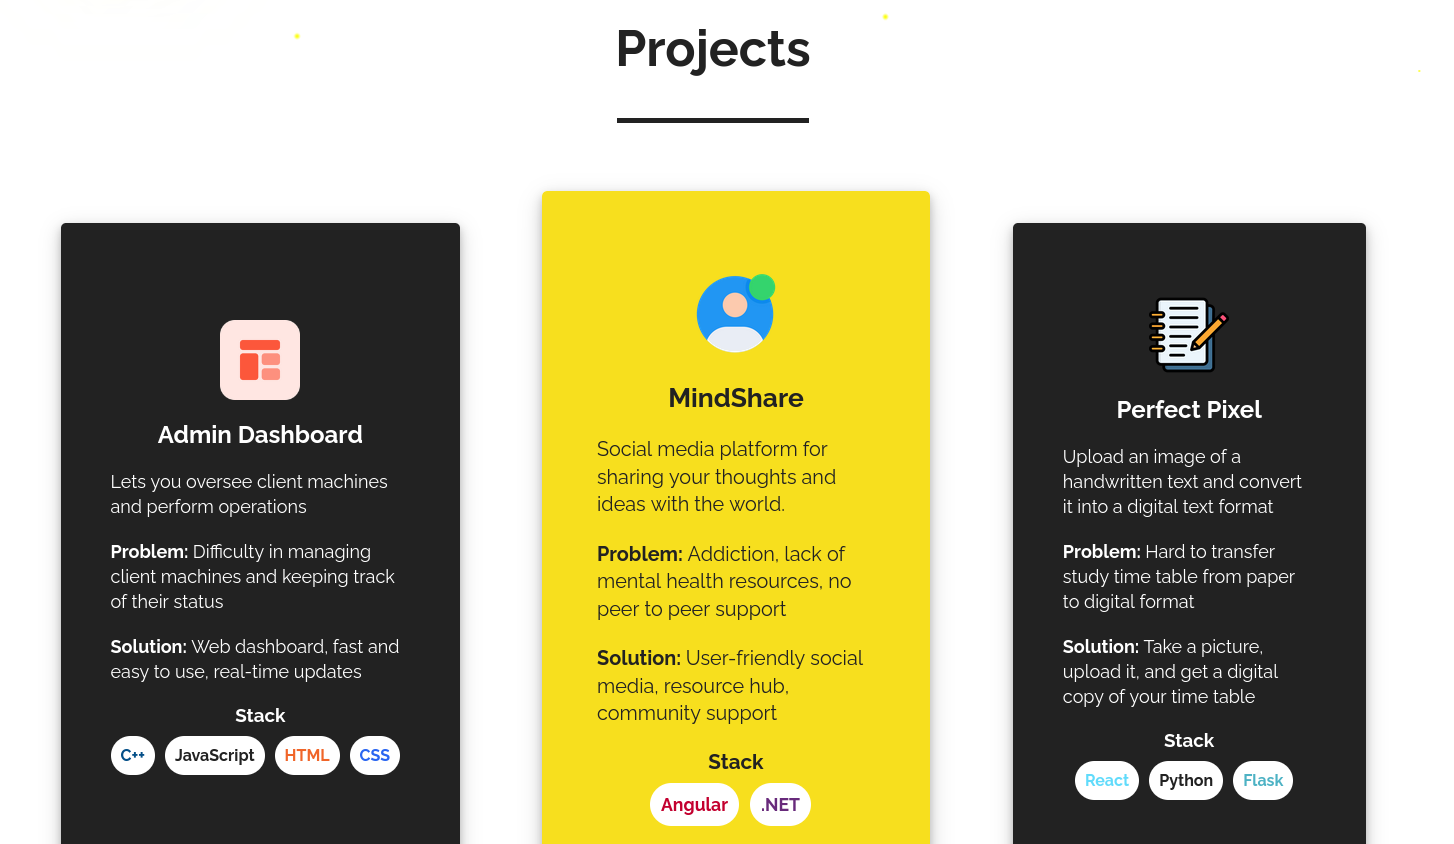 Projects
Admin Dashboard
Lets you oversee client machines
and perform operations
Problem: Difficulty in managing
client machines and keeping track
of their status
Solution: Web dashboard, fast and
easy to use, real-time updates
Stack
C++ JavaScript HTML CSS
MindShare
Social media platform for
sharing your thoughts and
ideas with the world.
Problem: Addiction, lack of
mental health resources, no
peer to peer support
Solution: User-friendly social
media, resource hub,
community support
Stack
Angular .NET
Perfect Pixel
Upload an image of a
handwritten text and convert
it into a digital text format
Problem: Hard to transfer
study time table from paper
to digital format
Solution: Take a picture,
upload it, and get a digital
copy of your time table
Stack
React Python Flask